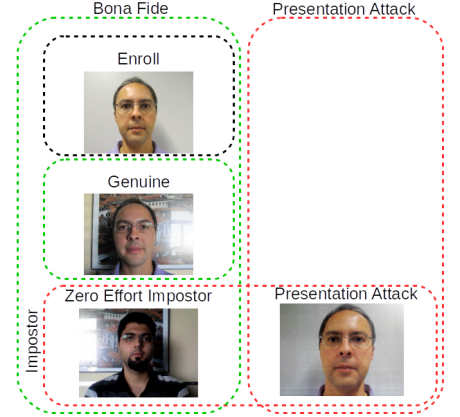 Bona Fide
Presentation Attack
Enroll
Genuine
Zero Effort Impostor
Presentation Attack
Impostor